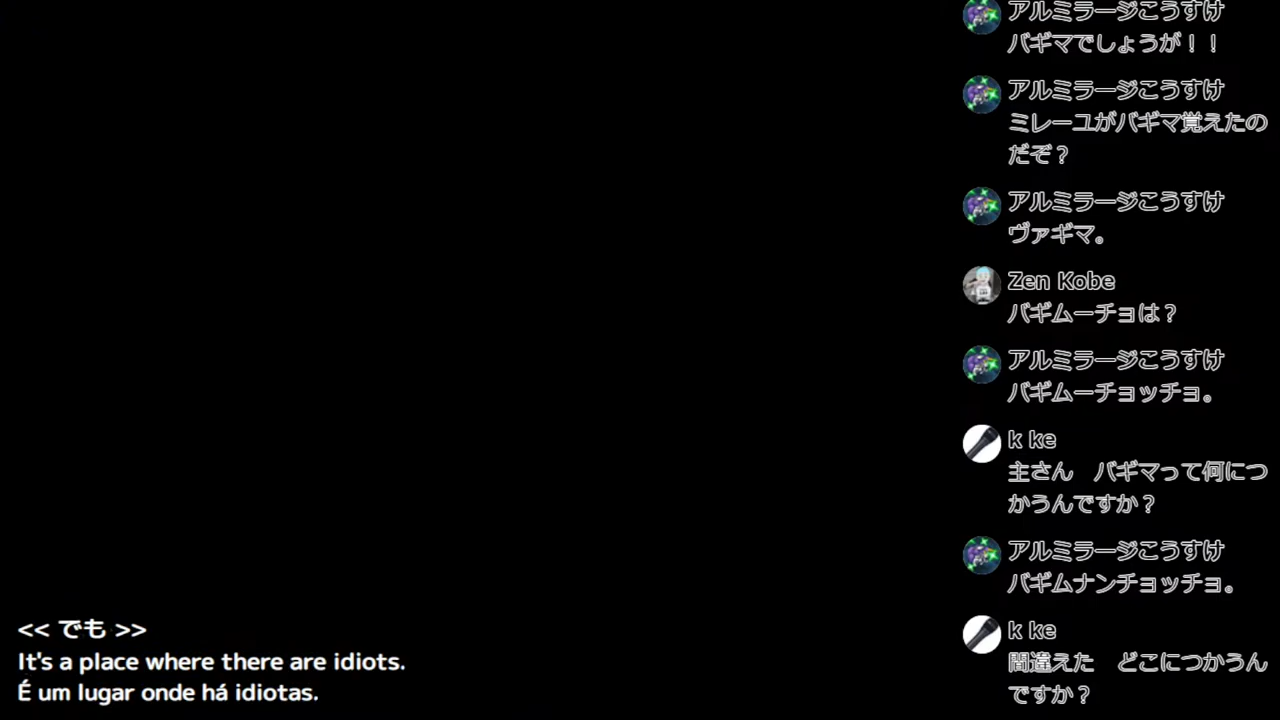 アルミラージこうすけ
バギマでしょうが！！
アルミラージこうすけ
ミレーユがバギマ覚えたの
だぞ？
アルミラージこうすけ
ヴァギマ。
Zen Kobe
バギムーチョは？
アルミラージこうすけ
バギムーチョッチョ。
k ke
主さん　バギマって何につ
かうんですか？
アルミラージこうすけ
バギムナンチョッチョ。
k ke
間違えた　どこにつかうん
ですか？
<< でも >>
It's a place where there are idiots.
É um lugar onde há idiotas.